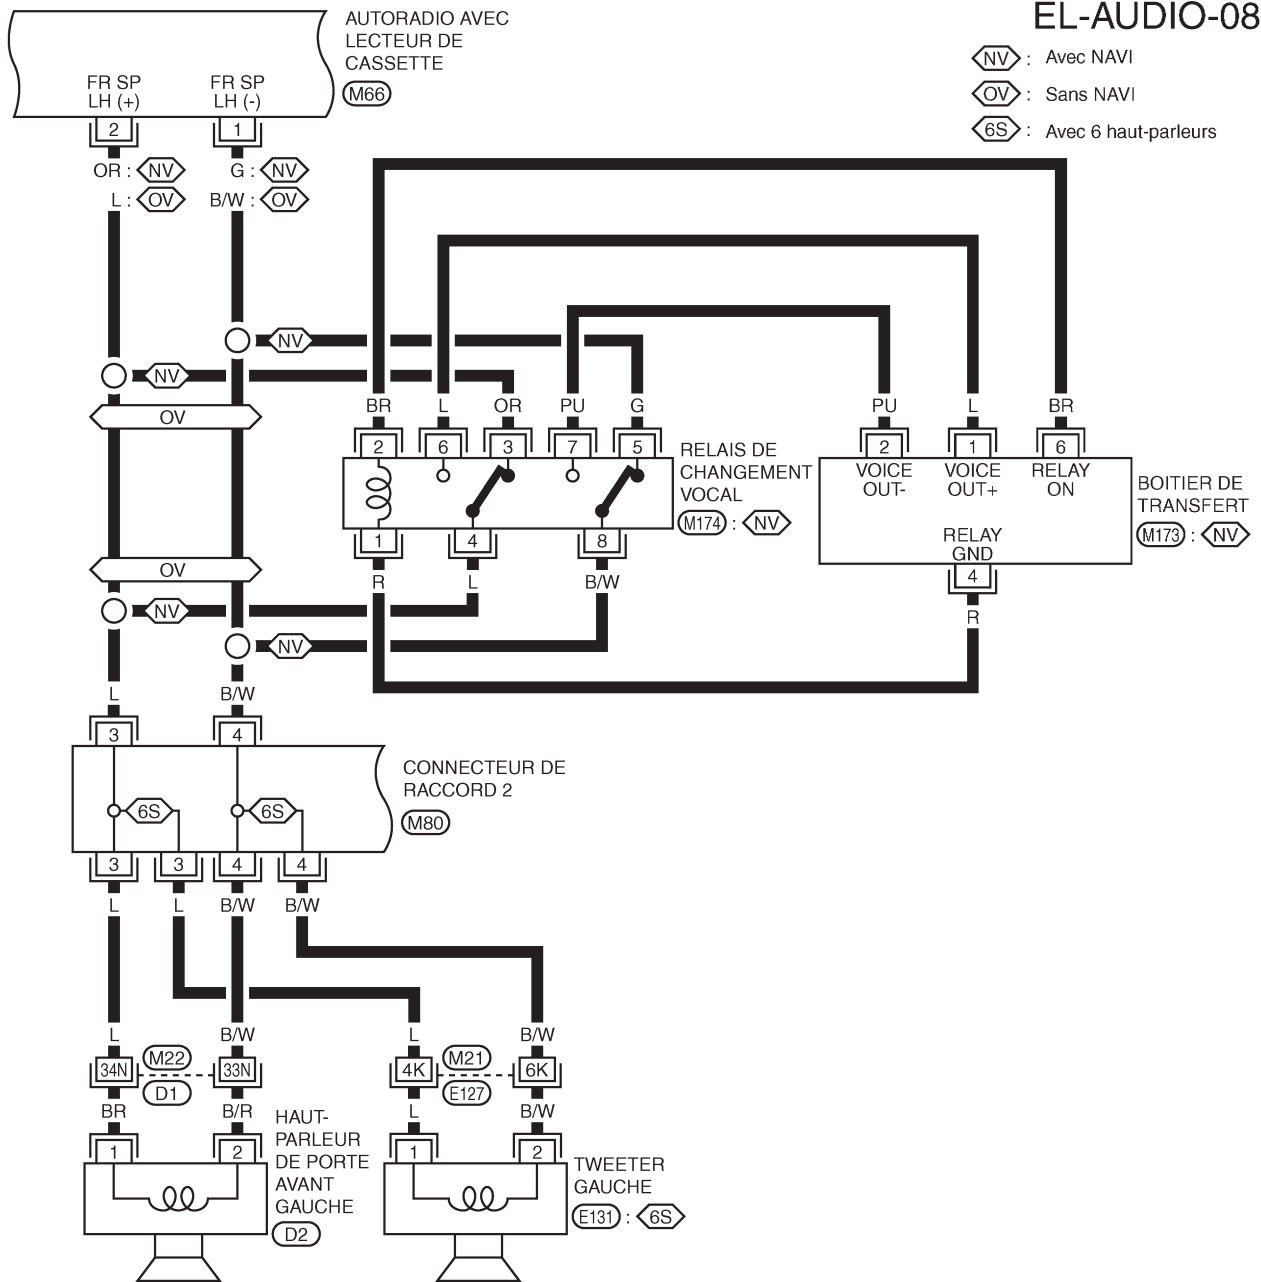 EL-AUDIO-08
AUTORADIO AVEC
LECTEUR DE
CASSETTE
M66
NV : Avec NAVI
OV : Sans NAVI
6S : Avec 6 haut-parleurs
FR SP
LH (+)
FR SP
LH (-)
2 1
OR : NV G : NV
L : OV B/W : OV
NV
NV
OV
BR L OR PU G PU L BR
2 6 3 7 5 2 1 6
RELAIS DE
CHANGEMENT
VOCAL
M174 : NV
VOICE
OUT-
VOICE
OUT+
RELAY
ON
BOITIER DE
TRANSFERT
M173 : NV
RELAY
GND
1 4 8 4
R L B/W R
OV
NV
NV
L B/W
3 4
CONNECTEUR DE
RACCORD 2
M80
6S 6S
3 3 4 4
L L B/W B/W
L B/W L B/W
34N M22 33N 4K M21 6K
D1 E127
BR B/R L B/W
1 2 1 2
HAUT-
PARLEUR
DE PORTE
AVANT
GAUCHE
D2
TWEETER
GAUCHE
E131 : 6S